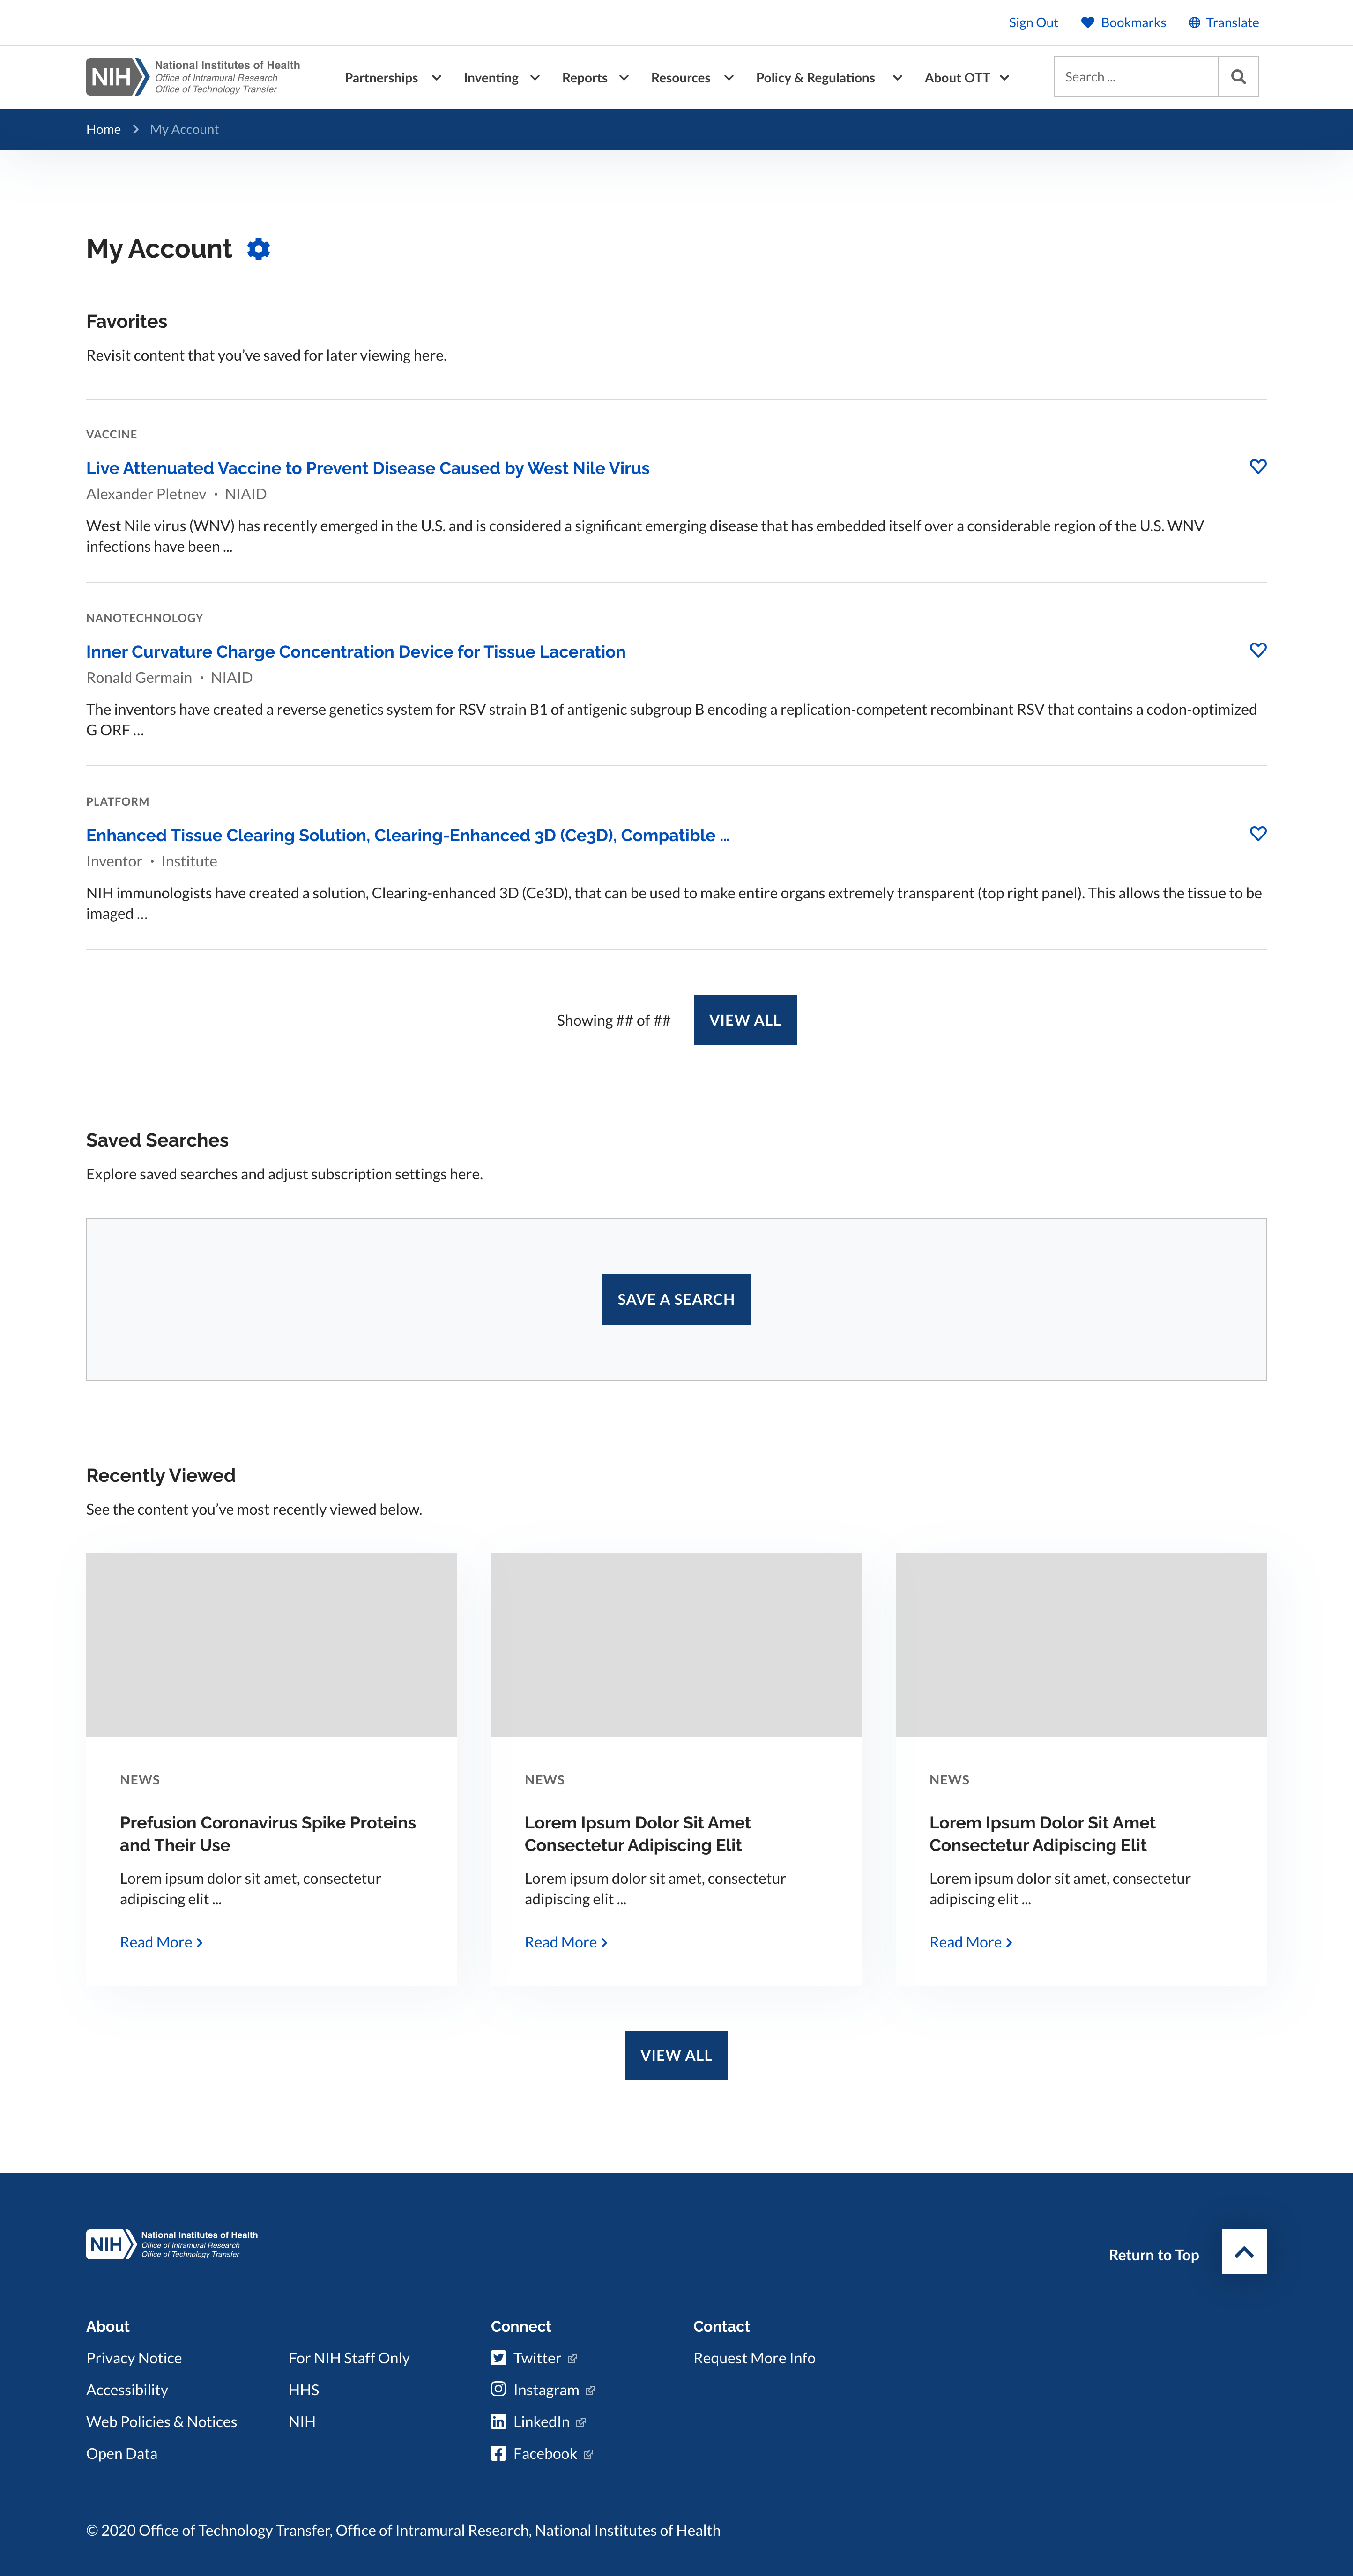 Sign Out
Bookmarks
Translate
NIH
National Institutes of Health
Office of Intramural Research
Office of Technology Transfer
Partnerships
Inventing
Reports
Resources
Policy & Regulations
About OTT
Search ...
Home
My Account
My Account
Favorites
Revisit content that you’ve saved for later viewing here.
VACCINE
Live Attenuated Vaccine to Prevent Disease Caused by West Nile Virus
Alexander Pletnev • NIAID
West Nile virus (WNV) has recently emerged in the U.S. and is considered a significant emerging disease that has embedded itself over a considerable region of the U.S. WNV
infections have been ...
NANOTECHNOLOGY
Inner Curvature Charge Concentration Device for Tissue Laceration
Ronald Germain • NIAID
The inventors have created a reverse genetics system for RSV strain B1 of antigenic subgroup B encoding a replication-competent recombinant RSV that contains a codon-optimized
G ORF ...
PLATFORM
Enhanced Tissue Clearing Solution, Clearing-Enhanced 3D (Ce3D), Compatible ...
Inventor • Institute
NIH immunologists have created a solution, Clearing-enhanced 3D (Ce3D), that can be used to make entire organs extremely transparent (top right panel). This allows the tissue to be
imaged ...
Showing ## of ##
VIEW ALL
Saved Searches
Explore saved searches and adjust subscription settings here.
SAVE A SEARCH
Recently Viewed
See the content you’ve most recently viewed below.
NEWS
Prefusion Coronavirus Spike Proteins
and Their Use
Lorem ipsum dolor sit amet, consectetur
adipiscing elit ...
Read More
NEWS
Lorem Ipsum Dolor Sit Amet
Consectetur Adipiscing Elit
Lorem ipsum dolor sit amet, consectetur
adipiscing elit ...
Read More
NEWS
Lorem Ipsum Dolor Sit Amet
Consectetur Adipiscing Elit
Lorem ipsum dolor sit amet, consectetur
adipiscing elit ...
Read More
VIEW ALL
NIH
National Institutes of Health
Office of Intramural Research
Office of Technology Transfer
Return to Top
About
Privacy Notice
Accessibility
Web Policies & Notices
Open Data
For NIH Staff Only
HHS
NIH
Connect
Twitter
Instagram
LinkedIn
Facebook
Contact
Request More Info
© 2020 Office of Technology Transfer, Office of Intramural Research, National Institutes of Health